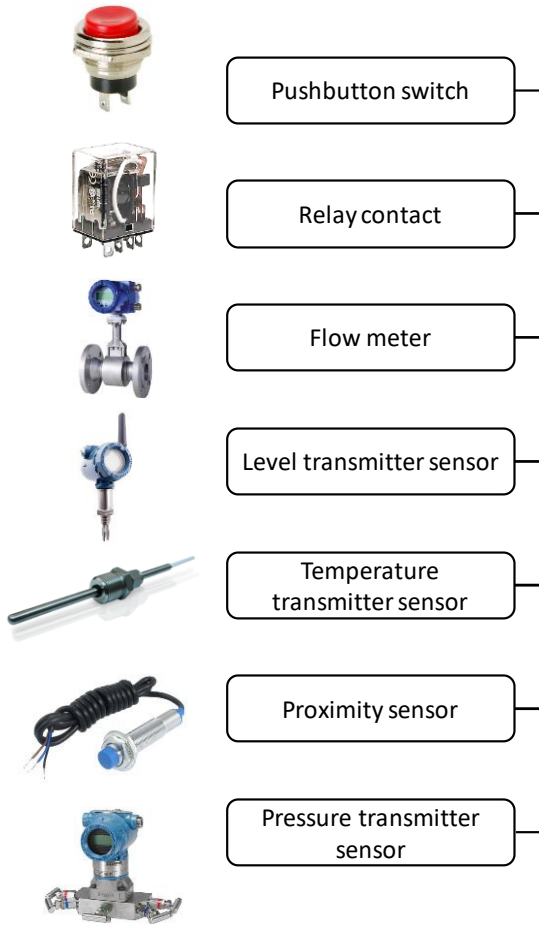 Pushbutton switch
Relay contact
Flow meter
Level transmitter sensor
Temperature
transmitter sensor
Proximity sensor
Pressure transmitter
sensor